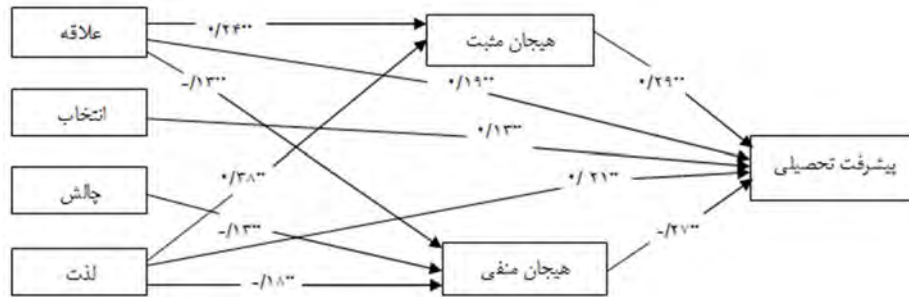 علاقه
۰/۲۴**
هیجان مثبت
-/۱۳**
۰/۱۹**
۰/۲۹**
انتخاب
۰/۱۳**
پیشرفت تحصیلی
۰/۳۸**
۰/۲۱**
چالش
-/۱۳**
-/۲۷**
لذت
-/۱۸**
هیجان منفی